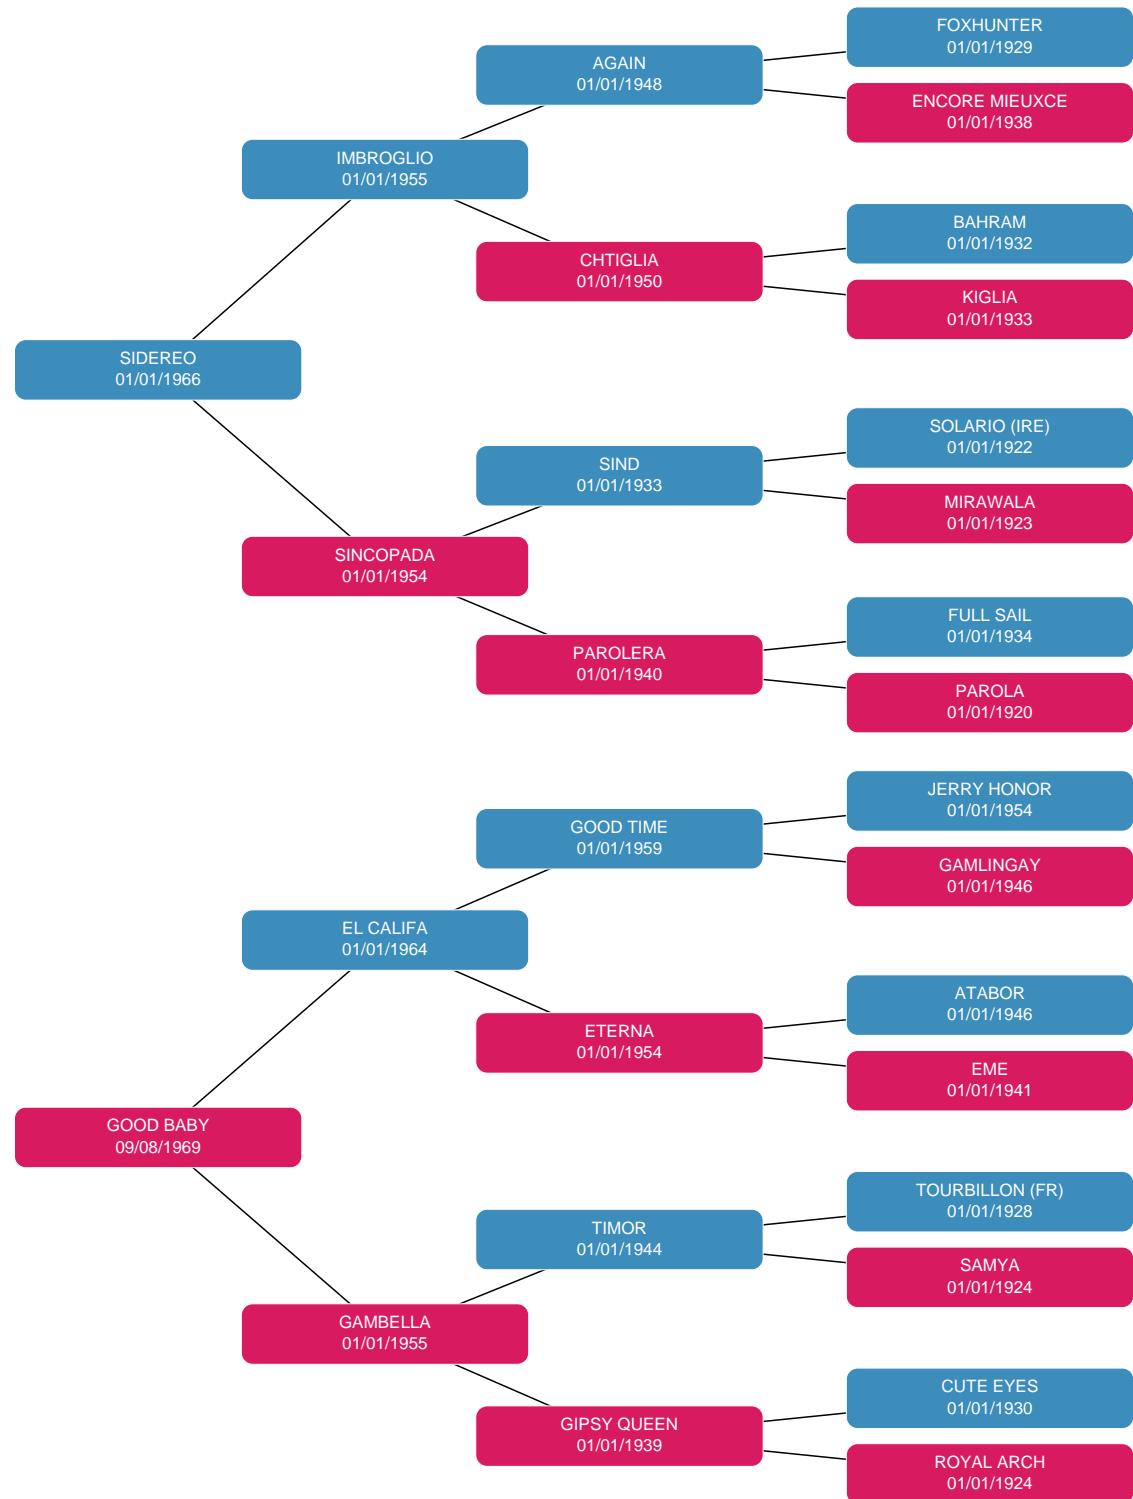 FOXHUNTER
01/01/1929
AGAIN
01/01/1948
ENCORE MIEUXCE
01/01/1938
IMBROGLIO
01/01/1955
BAHRAM
01/01/1932
CHTIGLIA
01/01/1950
KIGLIA
01/01/1933
SIDEREO
01/01/1966
SOLARIO (IRE)
01/01/1922
SIND
01/01/1933
MIRAWALA
01/01/1923
SINCOPADA
01/01/1954
FULL SAIL
01/01/1934
PAROLERA
01/01/1940
PAROLA
01/01/1920
JERRY HONOR
01/01/1954
GOOD TIME
01/01/1959
GAMLINGAY
01/01/1946
EL CALIFA
01/01/1964
ATABOR
01/01/1946
ETERNA
01/01/1954
EME
01/01/1941
GOOD BABY
09/08/1969
TOURBILLON (FR)
01/01/1928
TIMOR
01/01/1944
SAMYA
01/01/1924
GAMBELLA
01/01/1955
CUTE EYES
01/01/1930
GIPSY QUEEN
01/01/1939
ROYAL ARCH
01/01/1924